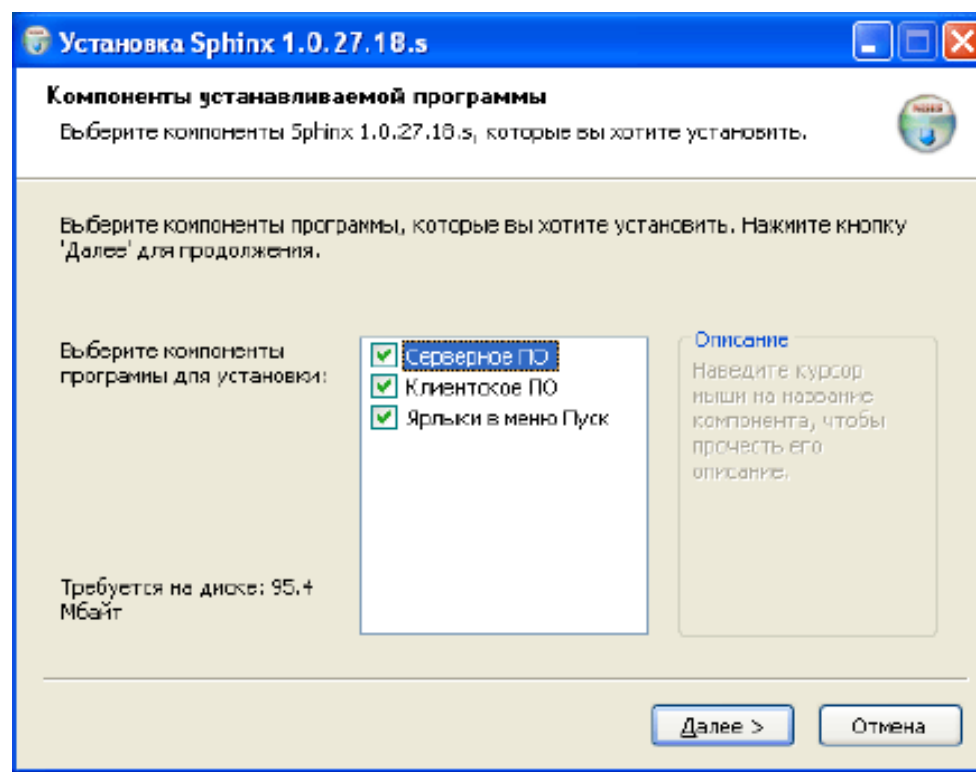 Установка Sphinx 1.0.27.18.s
Компоненты устанавливаемой программы
Выберите компоненты Sphinx 1.0.27.18.s, которые вы хотите установить.
Выберите компоненты программы, которые вы хотите установить. Нажмите кнопку
'Далее' для продолжения.
Выберите компоненты
программы для установки:
Серверное ПО
Клиентское ПО
Ярлыки в меню Пуск
Описание
Наведите курсор
мыши на название
компонента, чтобы
прочесть его
описание.
Требуется на диске: 95.4
Мбайт
Далее >
Отмена